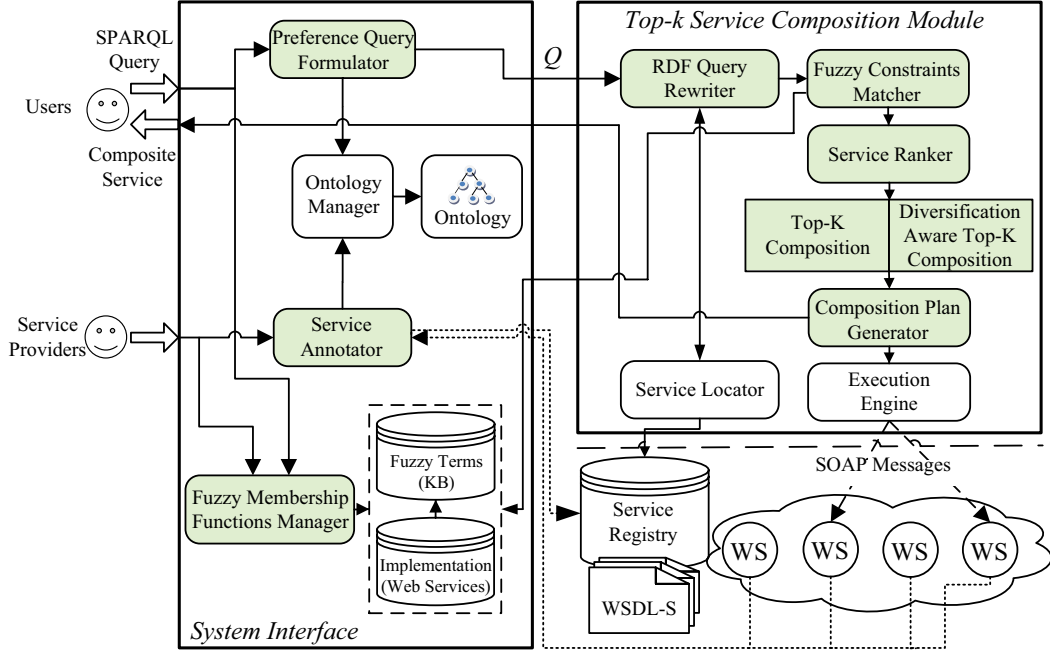 SPARQL
Query
Users
Composite
Service
Service
Providers
Preference Query
Formulator
Ontology
Manager
Ontology
Service
Annotator
Fuzzy Membership
Functions Manager
Fuzzy Terms
(KB)
Implementation
(Web Services)
System Interface
Q
Top-k Service Composition Module
RDF Query
Rewriter
Fuzzy Constraints
Matcher
Service Ranker
Top-K
Composition
Diversification
Aware Top-K
Composition
Composition Plan
Generator
Service Locator
Execution
Engine
SOAP Messages
Service
Registry
WSDL-S
WS
WS
WS
WS